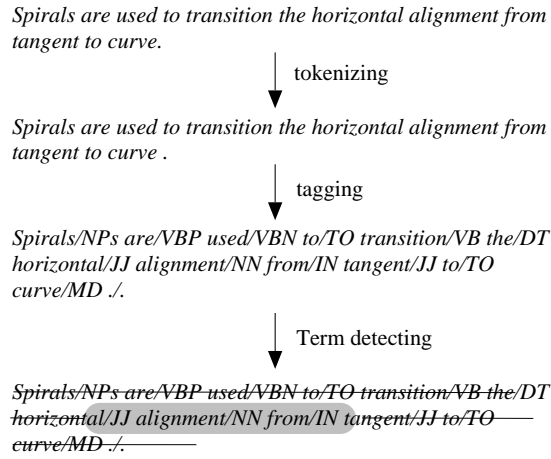 Spirals are used to transition the horizontal alignment from
tangent to curve.
tokenizing
Spirals are used to transition the horizontal alignment from
tangent to curve .
tagging
Spirals/NPs are/VBP used/VBN to/TO transition/VB the/DT
horizontal/JJ alignment/NN from/IN tangent/JJ to/TO
curve/MD ./.
Term detecting
Spirals/NPs are/VBP used/VBN to/TO transition/VB the/DT
horizontal/JJ alignment/NN from/IN tangent/JJ to/TO
curve/MD ./.